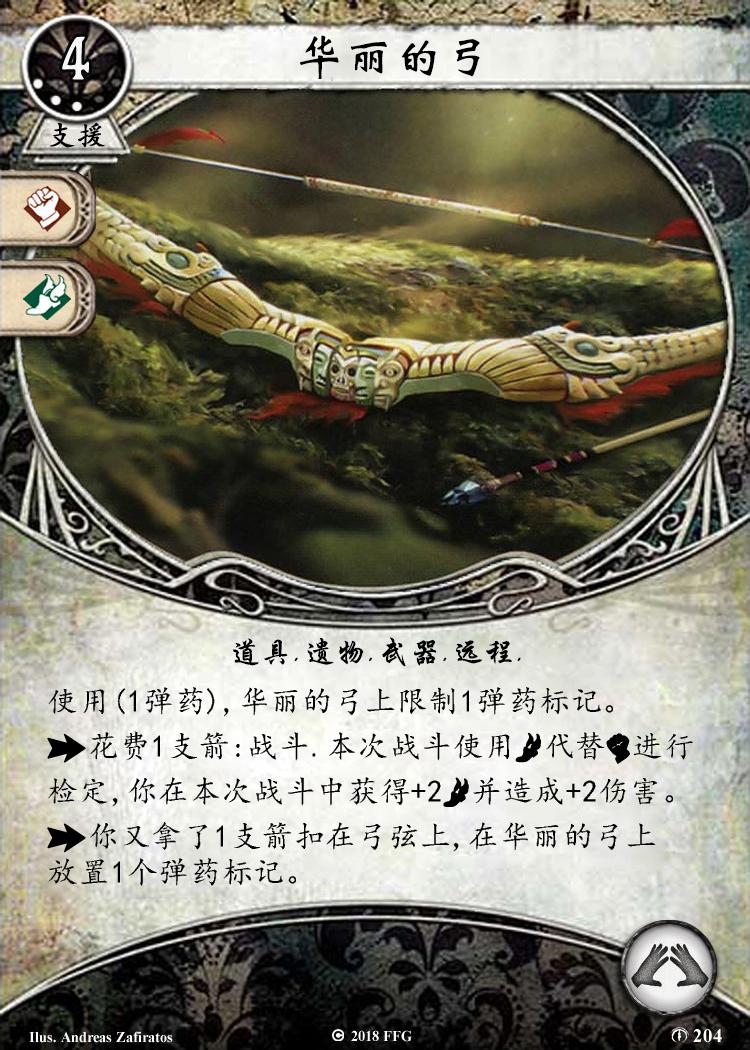 4
华丽的弓
支援
道具.遗物.武器.远程.
使用(1弹药),华丽的弓上限制1弹药标记。
花费1支箭:战斗.本次战斗使用代替进行
检定,你在本次战斗中获得+2并造成+2伤害。
你又拿了1支箭扣在弓弦上,在华丽的弓上
放置1个弹药标记。
Ilus. Andreas Zafiratos
© 2018 FFG
204